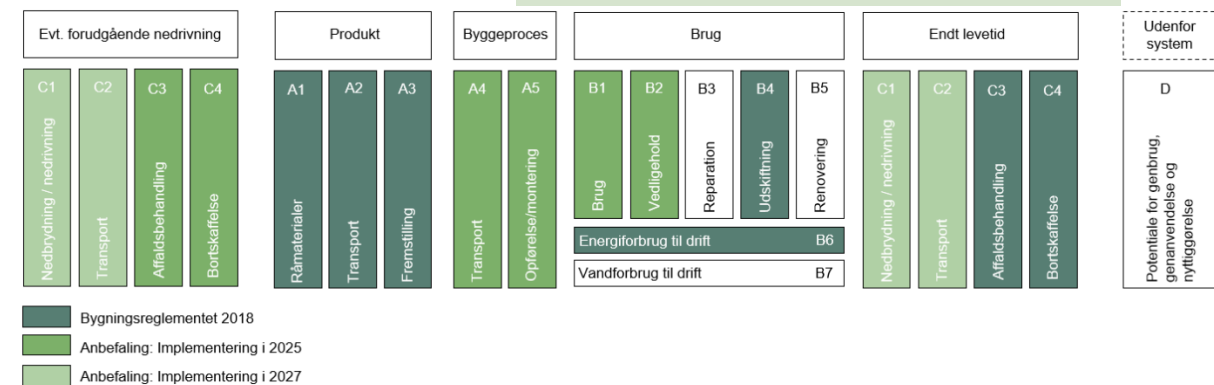 Evt. forudgående nedrivning
Produkt
Byggeproces
Brug
Endt levetid
Udenfor
system
C1
Nedbrydning / nedrivning
C2
Transport
C3
Affaldsbehandling
C4
Bortskaffelse
A1
Råmaterialer
A2
Transport
A3
Fremstilling
A4
Transport
A5
Opførelse/montering
B1
Brug
B2
Vedligehold
B3
Reparation
B4
Udskiftning
B5
Renovering
Energiforbrug til drift B6
Vandforbrug til drift B7
C1
Nedbrydning / nedrivning
C2
Transport
C3
Affaldsbehandling
C4
Bortskaffelse
D
Potentiale for genbrug,
genanvendelse og
nyttiggørelse
Bygningsreglementet 2018
Anbefaling: Implementering i 2025
Anbefaling: Implementering i 2027